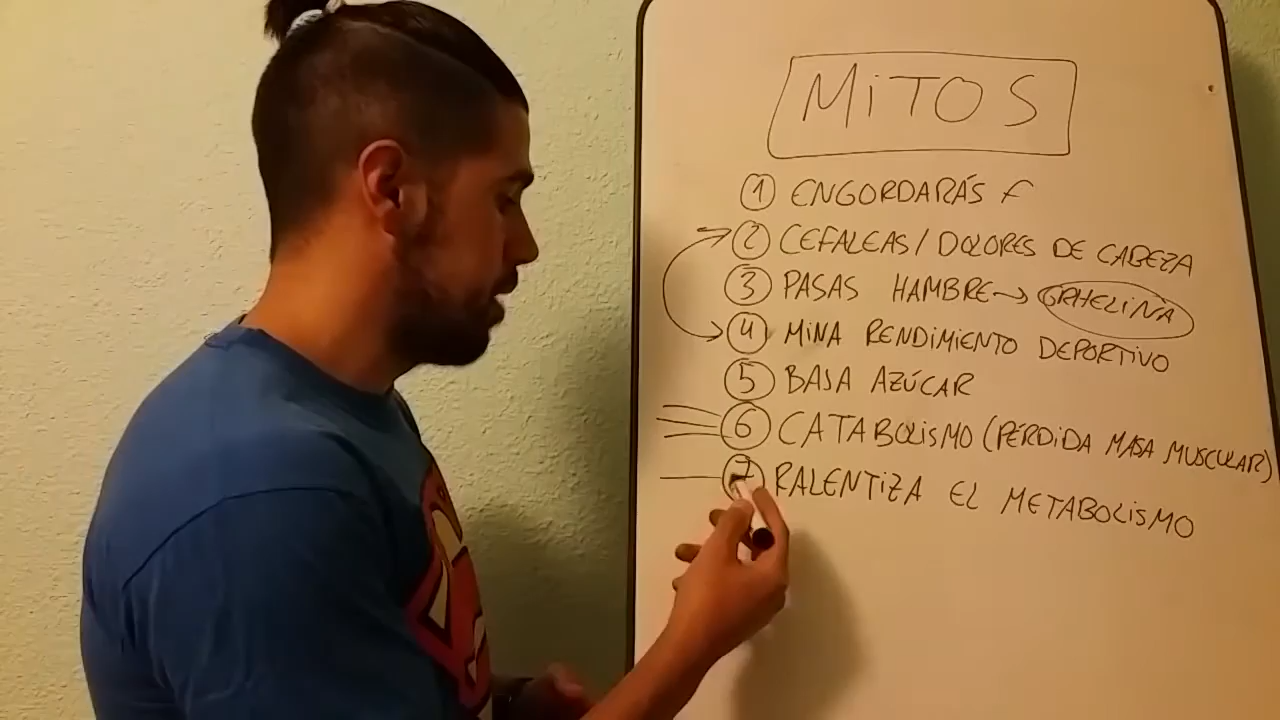 MiTOS
1 ENGORDARÁS F
2 CEFALEAS / DOLORES DE CABEZA
3 PASAS HAMBRE → GRHELiNA
4 MiNA RENDiMiENTO DEPORTIVO
5 BAJA AZÚCAR
6 CATABOLiSMO (PÉRDiDA MASA MUSCULAR)
7 RALENTiZA EL METABOLiSMO